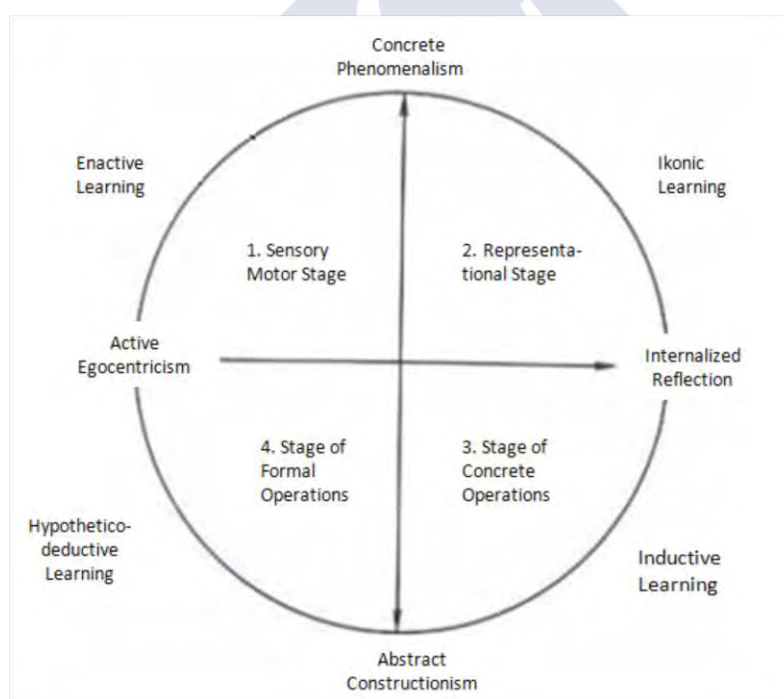 Concrete
Phenomenalism
Enactive
Learning
Ikonic
Learning
1. Sensory
Motor Stage
2. Representa-
tional Stage
Active
Egocentricism
Internalized
Reflection
4. Stage of
Formal
Operations
3. Stage of
Concrete
Operations
Hypothetico-
deductive
Learning
Inductive
Learning
Abstract
Constructionism